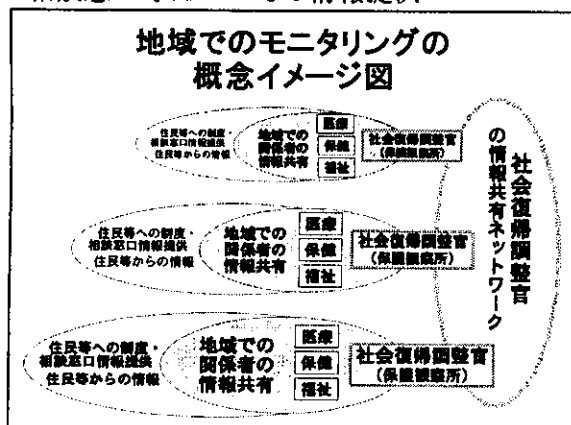 地域でのモニタリングの
概念イメージ図
住民等への制度・
相談窓口情報提供
住民等からの情報
地域での
関係者の
情報共有
医療
保健
福祉
社会復帰調整官
(保護観察所)
住民等への制度・
相談窓口情報提供
住民等からの情報
地域での
関係者の
情報共有
医療
保健
福祉
社会復帰調整官
(保護観察所)
住民等への制度・
相談窓口情報提供
住民等からの情報
地域での
関係者の
情報共有
医療
保健
福祉
社会復帰調整官
(保護観察所)
社会復帰調整官
の情報共有ネットワーク